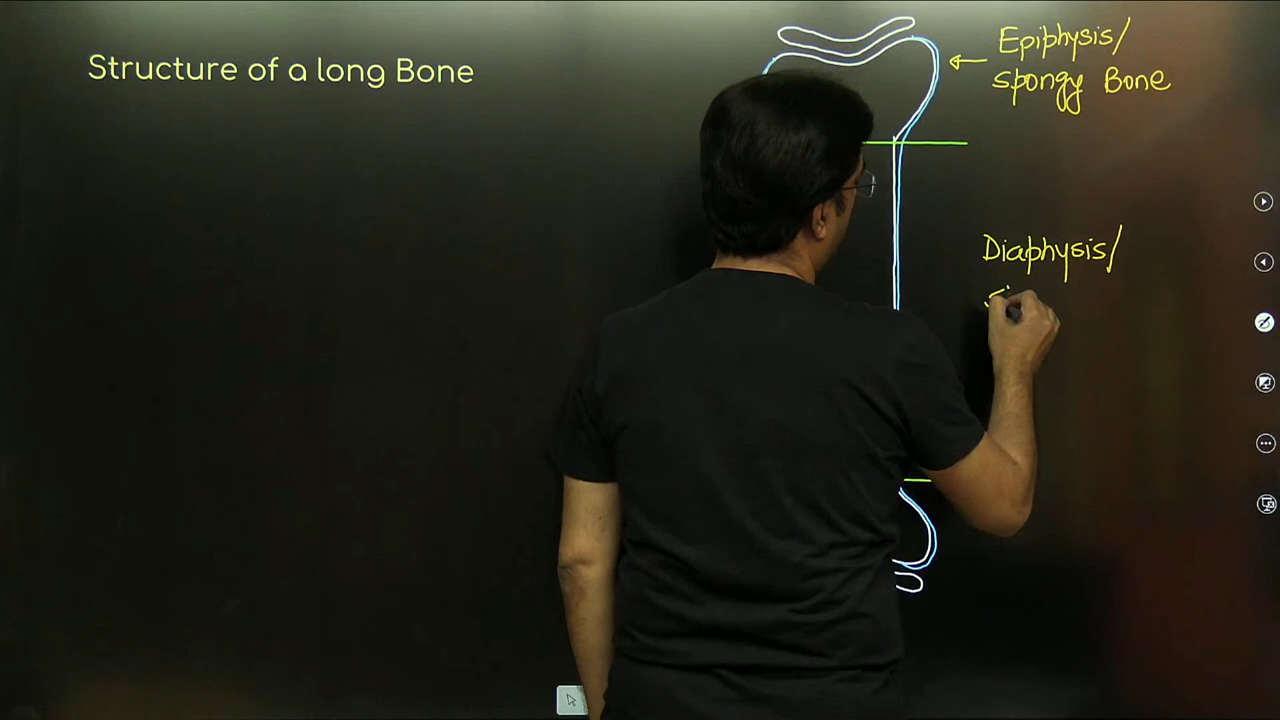 Structure of a long Bone
Epiphysis/
spongy Bone
Diaphysis/